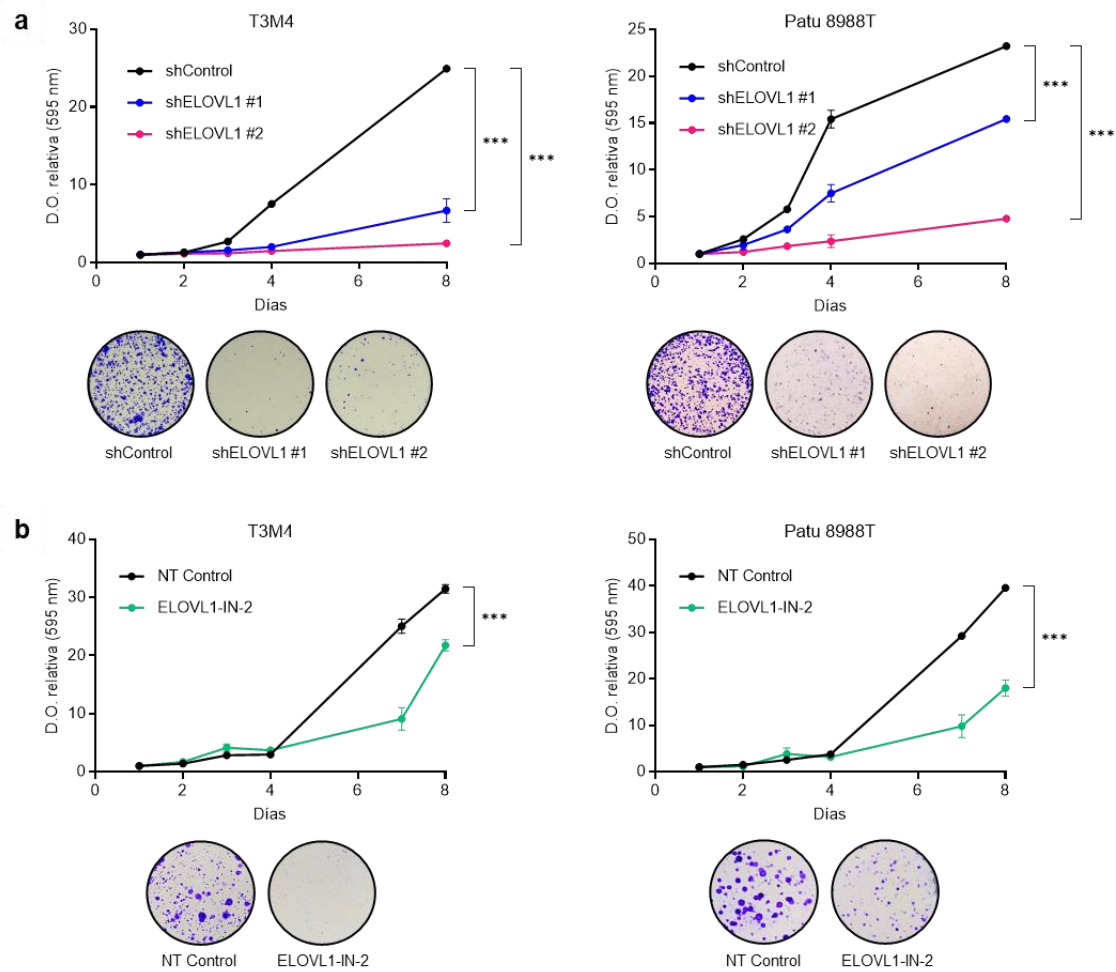 a
T3M4
30
20
10
0
D.O. relativa (595 nm)
shControl
shELOVL1 #1
shELOVL1 #2
***
***
0 2 4 6 8
Días
shControl shELOVL1 #1 shELOVL1 #2
Patu 8988T
25
20
15
10
5
0
D.O. relativa (595 nm)
shControl
shELOVL1 #1
shELOVL1 #2
***
***
0 2 4 6 8
Días
shControl shELOVL1 #1 shELOVL1 #2
b
T3M4
40
30
20
10
0
D.O. relativa (595 nm)
NT Control
ELOVL1-IN-2
***
0 2 4 6 8
Días
NT Control ELOVL1-IN-2
Patu 8988T
50
40
30
20
10
0
D.O. relativa (595 nm)
NT Control
ELOVL1-IN-2
***
0 2 4 6 8
Días
NT Control ELOVL1-IN-2